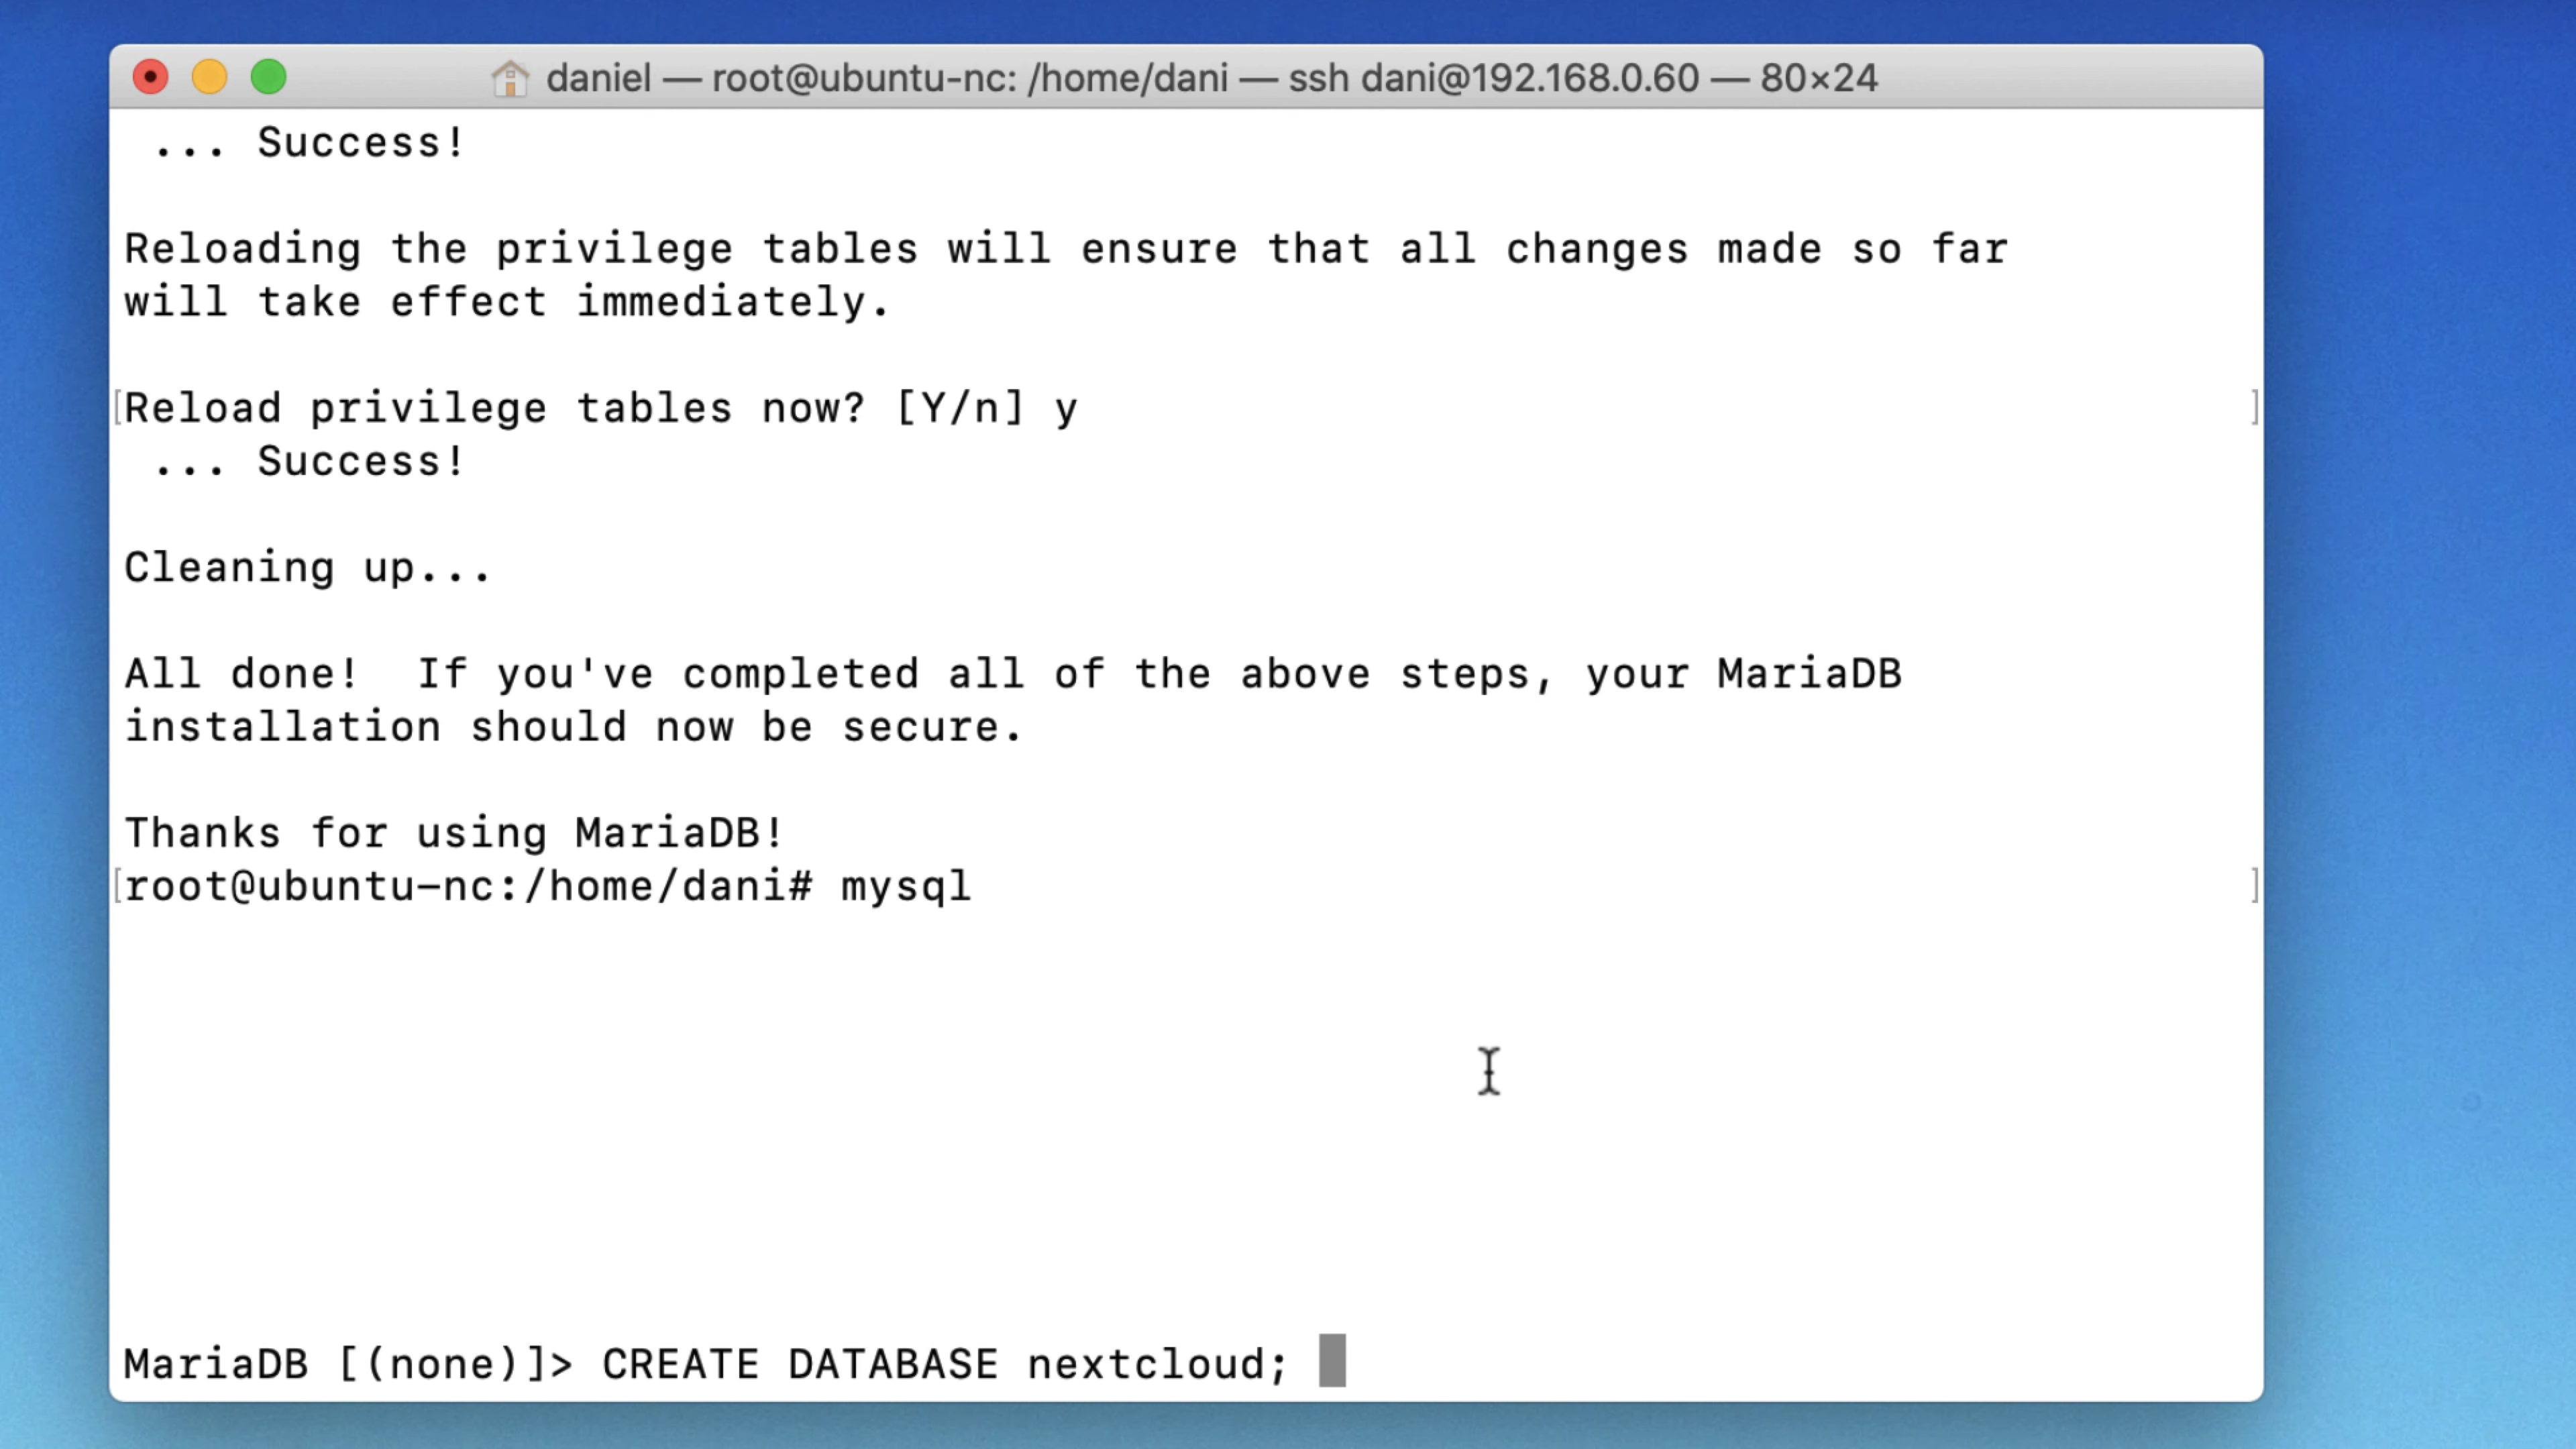 daniel — root@ubuntu-nc: /home/dani — ssh dani@192.168.0.60 — 80×24
... Success!
Reloading the privilege tables will ensure that all changes made so far
will take effect immediately.
[Reload privilege tables now? [Y/n] y ]
... Success!
Cleaning up...
All done!  If you've completed all of the above steps, your MariaDB
installation should now be secure.
Thanks for using MariaDB!
[root@ubuntu-nc:/home/dani# mysql ]
MariaDB [(none)]> CREATE DATABASE nextcloud;